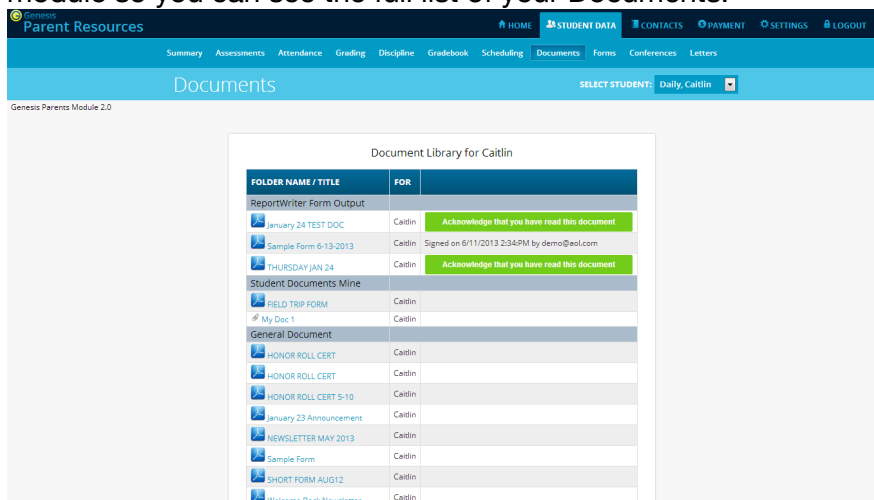 module so you can see the full list of your Documents.
Genesis
Parent Resources
HOME STUDENT DATA CONTACTS PAYMENT SETTINGS LOGOUT
Summary Assessments Attendance Grading Discipline Gradebook Scheduling Documents Forms Conferences Letters
Documents SELECT STUDENT: Daily, Caitlin
Genesis Parents Module 2.0
Document Library for Caitlin
FOLDER NAME / TITLE FOR
ReportWriter Form Output
January 24 TEST DOC Caitlin Acknowledge that you have read this document
Sample Form 6-13-2013 Caitlin Signed on 6/11/2013 2:34:PM by demo@aol.com
THURSDAY JAN 24 Caitlin Acknowledge that you have read this document
Student Documents Mine
FIELD TRIP FORM Caitlin
My Doc 1 Caitlin
General Document
HONOR ROLL CERT Caitlin
HONOR ROLL CERT Caitlin
HONOR ROLL CERT 5-10 Caitlin
January 23 Announcement Caitlin
NEWSLETTER MAY 2013 Caitlin
Sample Form Caitlin
SHORT FORM AUG12 Caitlin
Welcome Back Newsletter Caitlin